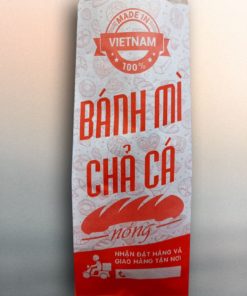 MADE IN
VIETNAM
100%
BÁNH MÌ
CHẢ CÁ
nóng
NHẬN ĐẶT HÀNG VÀ
GIAO HÀNG TẬN NƠI